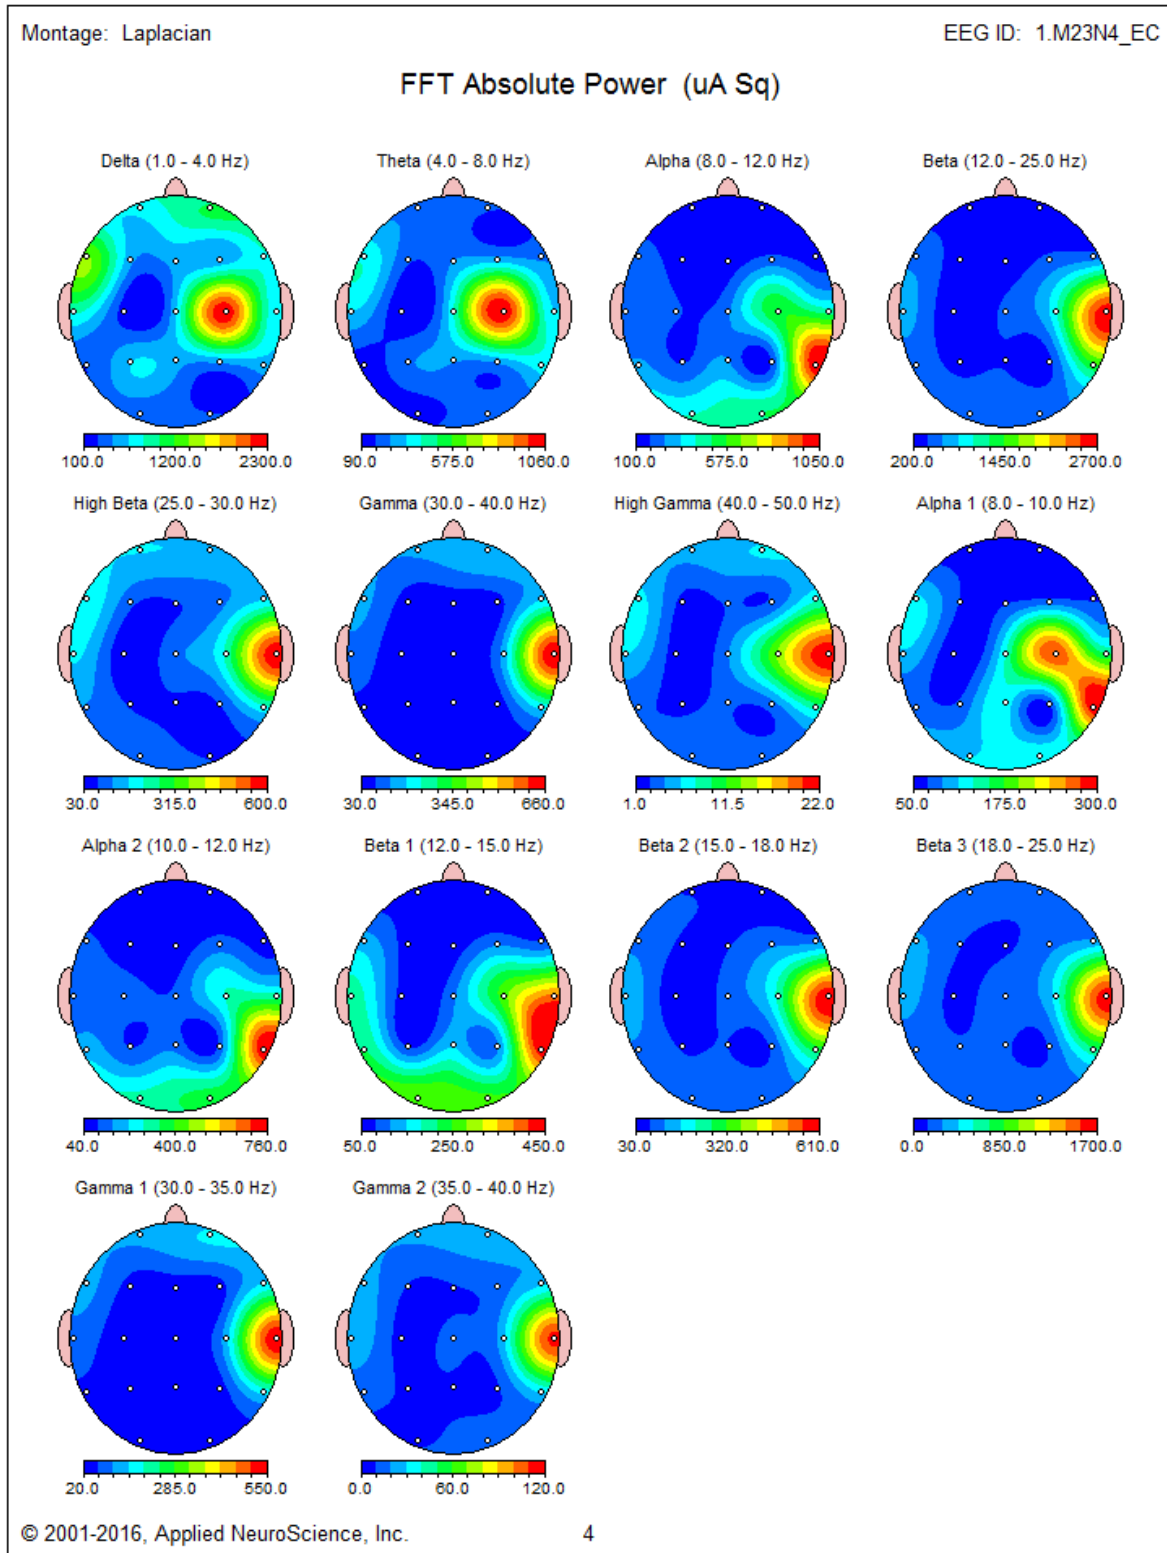 Montage: Laplacian EEG ID: 1.M23N4_EC
FFT Absolute Power (uA Sq)
Delta (1.0 - 4.0 Hz) Theta (4.0 - 8.0 Hz) Alpha (8.0 - 12.0 Hz) Beta (12.0 - 25.0 Hz)
100.0 1200.0 2300.0 90.0 575.0 1060.0 100.0 575.0 1050.0 200.0 1450.0 2700.0
High Beta (25.0 - 30.0 Hz) Gamma (30.0 - 40.0 Hz) High Gamma (40.0 - 50.0 Hz) Alpha 1 (8.0 - 10.0 Hz)
30.0 315.0 600.0 30.0 345.0 660.0 1.0 11.5 22.0 50.0 175.0 300.0
Alpha 2 (10.0 - 12.0 Hz) Beta 1 (12.0 - 15.0 Hz) Beta 2 (15.0 - 18.0 Hz) Beta 3 (18.0 - 25.0 Hz)
40.0 400.0 760.0 50.0 250.0 450.0 30.0 320.0 610.0 0.0 850.0 1700.0
Gamma 1 (30.0 - 35.0 Hz) Gamma 2 (35.0 - 40.0 Hz)
20.0 285.0 550.0 0.0 60.0 120.0
© 2001-2016, Applied NeuroScience, Inc. 4